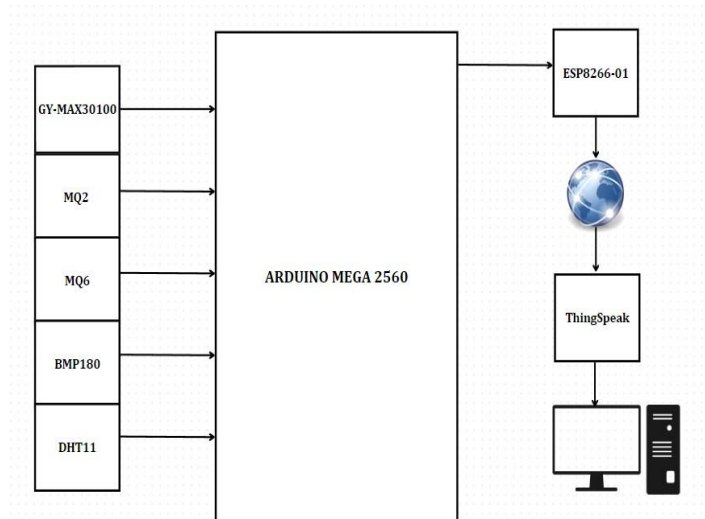 GY-MAX30100
MQ2
MQ6
BMP180
DHT11
ARDUINO MEGA 2560
ESP8266-01
ThingSpeak